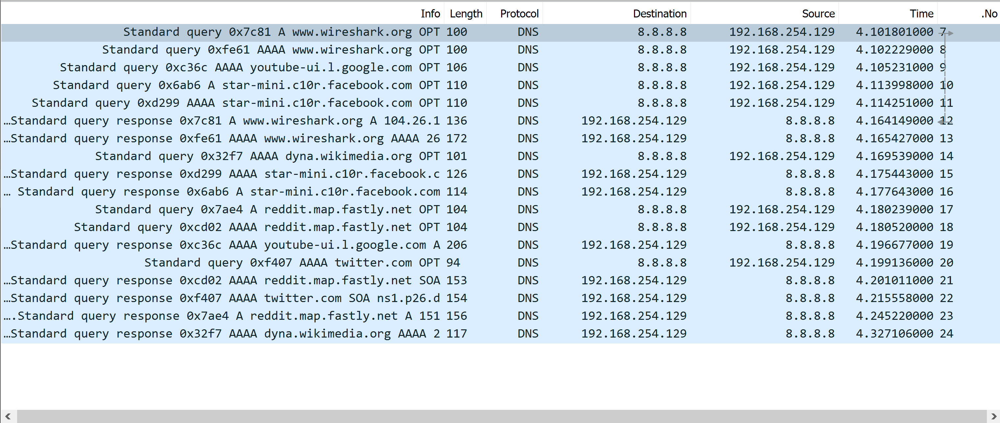 Info Length Protocol Destination Source Time .No
Standard query 0x7c81 A www.wireshark.org OPT 100 DNS 8.8.8.8 192.168.254.129 4.101801000 7
Standard query 0xfe61 AAAA www.wireshark.org OPT 100 DNS 8.8.8.8 192.168.254.129 4.102229000 8
Standard query 0xc36c AAAA youtube-ui.l.google.com OPT 106 DNS 8.8.8.8 192.168.254.129 4.105231000 9
Standard query 0x6ab6 A star-mini.c10r.facebook.com OPT 110 DNS 8.8.8.8 192.168.254.129 4.113998000 10
Standard query 0xd299 AAAA star-mini.c10r.facebook.com OPT 110 DNS 8.8.8.8 192.168.254.129 4.114251000 11
…Standard query response 0x7c81 A www.wireshark.org A 104.26.1 136 DNS 192.168.254.129 8.8.8.8 4.164149000 12
…Standard query response 0xfe61 AAAA www.wireshark.org AAAA 26 172 DNS 192.168.254.129 8.8.8.8 4.165427000 13
Standard query 0x32f7 AAAA dyna.wikimedia.org OPT 101 DNS 8.8.8.8 192.168.254.129 4.169539000 14
…Standard query response 0xd299 AAAA star-mini.c10r.facebook.c 126 DNS 192.168.254.129 8.8.8.8 4.175443000 15
… Standard query response 0x6ab6 A star-mini.c10r.facebook.com 114 DNS 192.168.254.129 8.8.8.8 4.177643000 16
Standard query 0x7ae4 A reddit.map.fastly.net OPT 104 DNS 8.8.8.8 192.168.254.129 4.180239000 17
Standard query 0xcd02 AAAA reddit.map.fastly.net OPT 104 DNS 8.8.8.8 192.168.254.129 4.180520000 18
…Standard query response 0xc36c AAAA youtube-ui.l.google.com A 206 DNS 192.168.254.129 8.8.8.8 4.196677000 19
Standard query 0xf407 AAAA twitter.com OPT 94 DNS 8.8.8.8 192.168.254.129 4.199136000 20
…Standard query response 0xcd02 AAAA reddit.map.fastly.net SOA 153 DNS 192.168.254.129 8.8.8.8 4.201011000 21
…Standard query response 0xf407 AAAA twitter.com SOA ns1.p26.d 154 DNS 192.168.254.129 8.8.8.8 4.215558000 22
….Standard query response 0x7ae4 A reddit.map.fastly.net A 151 156 DNS 192.168.254.129 8.8.8.8 4.245220000 23
…Standard query response 0x32f7 AAAA dyna.wikimedia.org AAAA 2 117 DNS 192.168.254.129 8.8.8.8 4.327106000 24